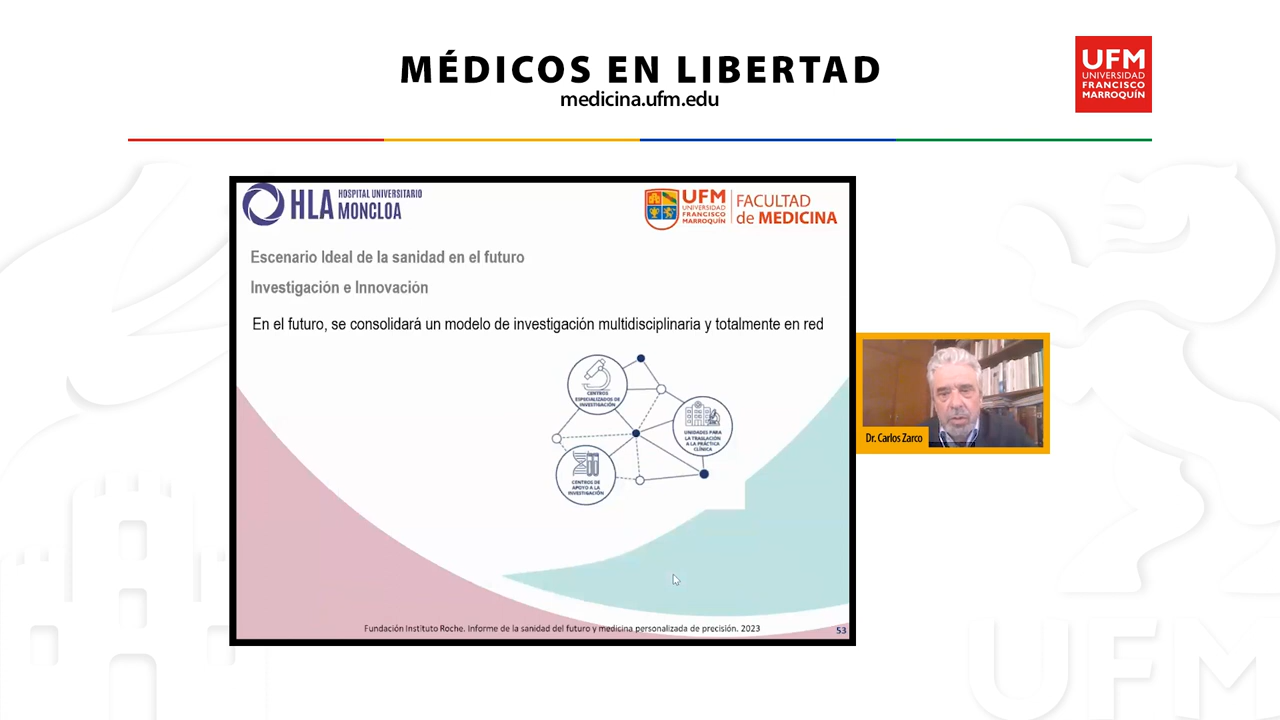 MÉDICOS EN LIBERTAD
medicina.ufm.edu
UFM
UNIVERSIDAD
FRANCISCO
MARROQUÍN
HLA
HOSPITAL UNIVERSITARIO
MONCLOA
UFM
UNIVERSIDAD
FRANCISCO
MARROQUÍN
FACULTAD
de MEDICINA
Escenario Ideal de la sanidad en el futuro
Investigación e Innovación
En el futuro, se consolidará un modelo de investigación multidisciplinaria y totalmente en red
CENTROS
ESPECIALIZADOS DE
INVESTIGACIÓN
UNIDADES PARA
LA TRASLACIÓN
A LA PRÁCTICA
CLÍNICA
CENTROS DE
APOYO A LA
INVESTIGACIÓN
Dr. Carlos Zarco
Fundación Instituto Roche. Informe de la sanidad del futuro y medicina personalizada de precisión. 2023
53
UFM